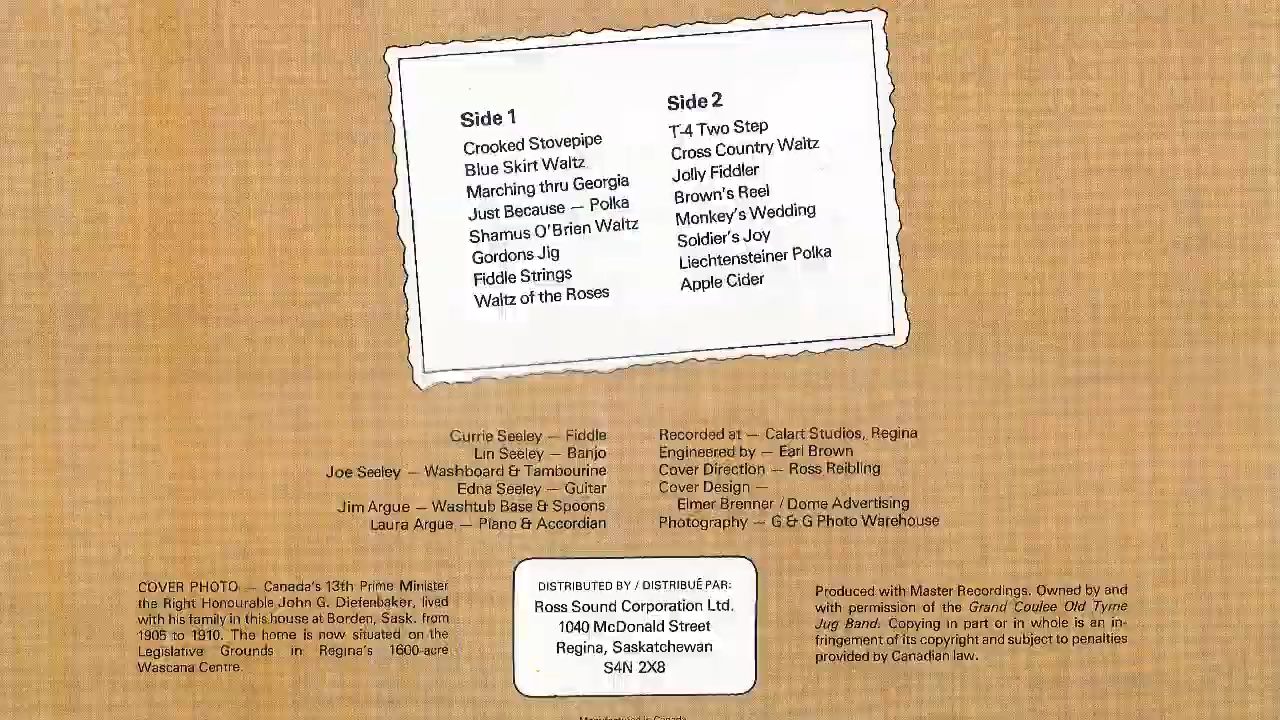 Side 1
Crooked Stovepipe
Blue Skirt Waltz
Marching thru Georgia
Just Because — Polka
Shamus O'Brien Waltz
Gordons Jig
Fiddle Strings
Waltz of the Roses
Side 2
T-4 Two Step
Cross Country Waltz
Jolly Fiddler
Brown's Reel
Monkey's Wedding
Soldier's Joy
Liechtensteiner Polka
Apple Cider
Currie Seeley — Fiddle
Lin Seeley — Banjo
Joe Seeley — Washboard & Tambourine
Edna Seeley — Guitar
Jim Argue — Washtub Base & Spoons
Laura Argue — Piano & Accordian
Recorded at — Calart Studios, Regina
Engineered by — Earl Brown
Cover Direction — Ross Reibling
Cover Design —
Elmer Brenner / Dome Advertising
Photography — G & G Photo Warehouse
COVER PHOTO — Canada's 13th Prime Minister
the Right Honourable John G. Diefenbaker, lived
with his family in this house at Borden, Sask. from
1905 to 1910. The home is now situated on the
Legislative Grounds in Regina's 1600-acre
Wascana Centre.
DISTRIBUTED BY / DISTRIBUÉ PAR:
Ross Sound Corporation Ltd.
1040 McDonald Street
Regina, Saskatchewan
S4N 2X8
Produced with Master Recordings. Owned by and
with permission of the Grand Coulee Old Tyme
Jug Band. Copying in part or in whole is an in-
fringement of its copyright and subject to penalties
provided by Canadian law.
Manufactured in Canada